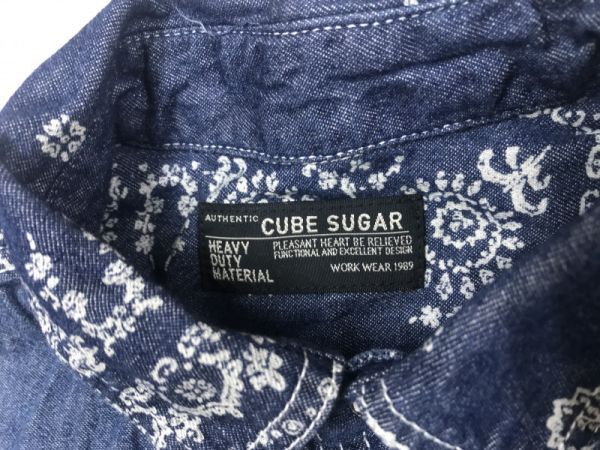 AUTHENTIC CUBE SUGAR
HEAVY
DUTY
MATERIAL
PLEASANT HEART BE RELIEVED
FUNCTIONAL AND EXCELLENT DESIGN
WORK WEAR 1989